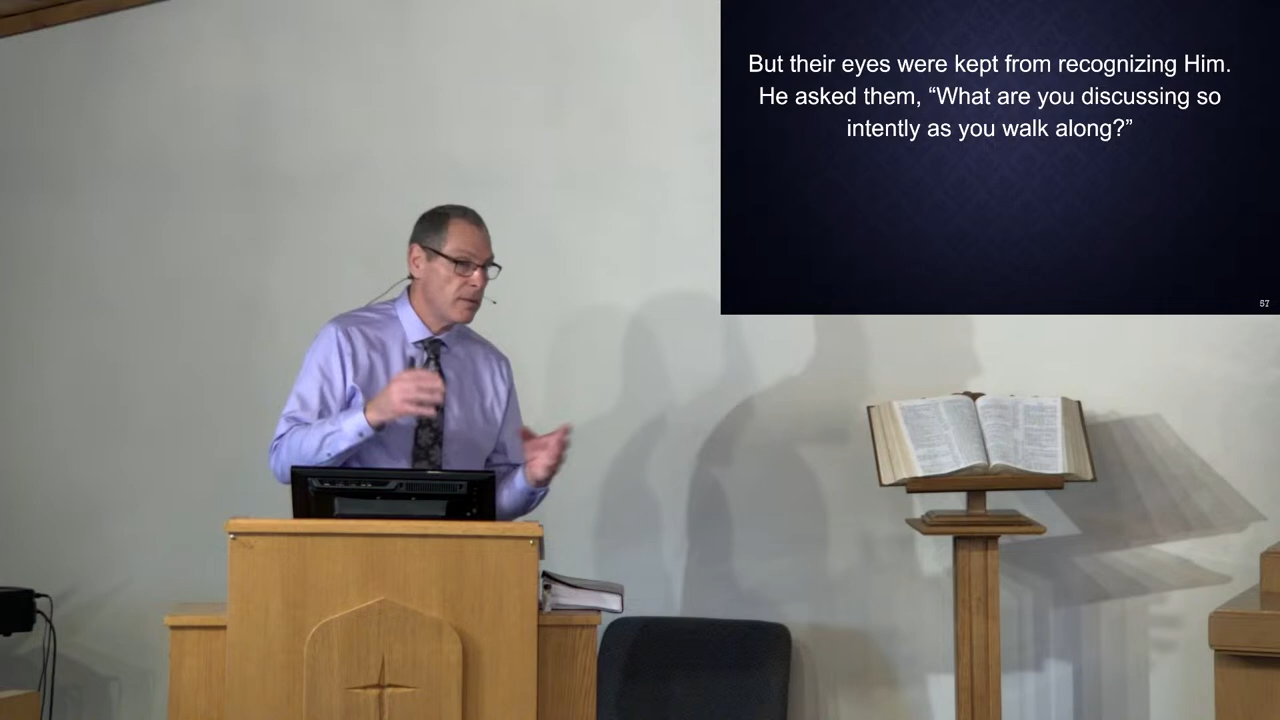 But their eyes were kept from recognizing Him.
He asked them, “What are you discussing so
intently as you walk along?”
57